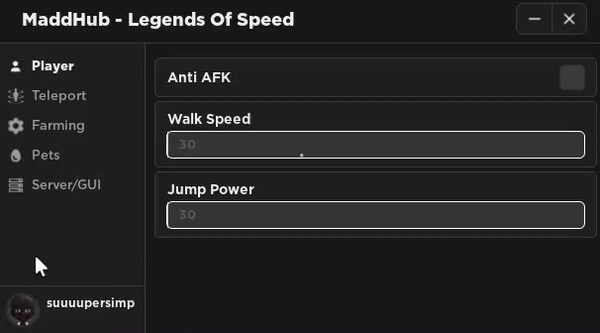 MaddHub - Legends Of Speed
Player
Teleport
Farming
Pets
Server/GUI
suuuupersimp
Anti AFK
Walk Speed
30
Jump Power
30